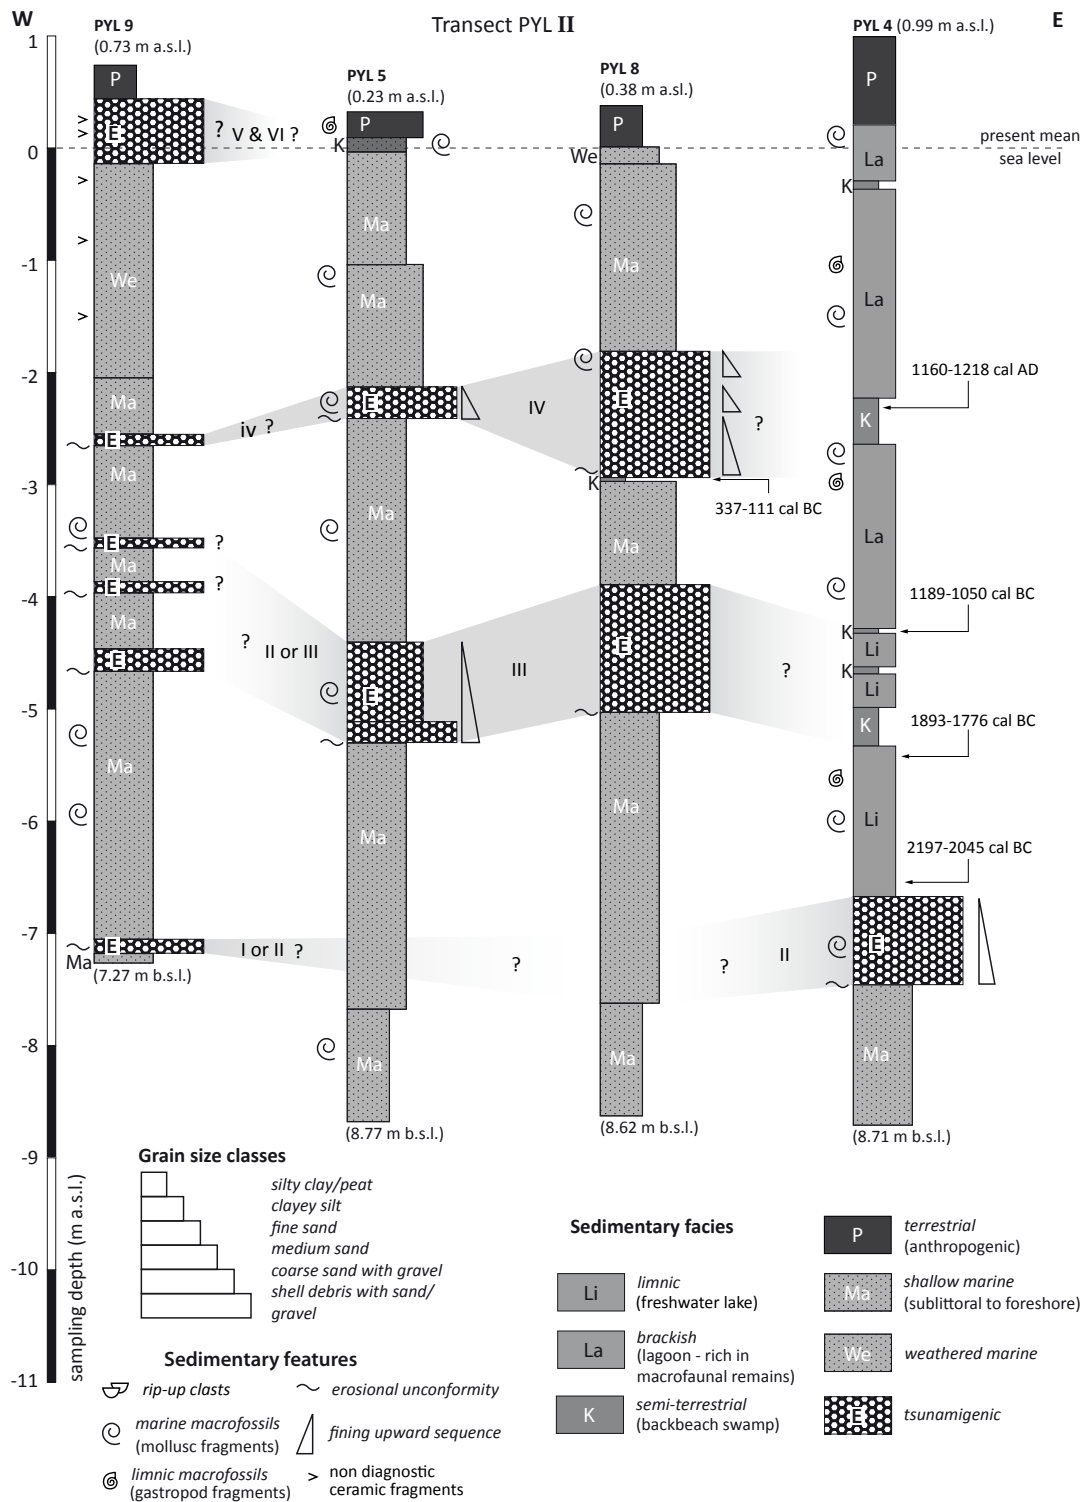 W
Transect PYL II
E
PYL 9
(0.73 m a.s.l.)
PYL 5
(0.23 m a.s.l.)
PYL 8
(0.38 m a.sl.)
PYL 4 (0.99 m a.s.l.)
1
0
-1
-2
-3
-4
-5
-6
-7
-8
-9
-10
-11
sampling depth (m a.s.l.)
P
E
? V & VI ?
We
Ma
E
iv ?
Ma
E
?
Ma
E
?
Ma
E
Ma
E
Ma
(7.27 m b.s.l.)
I or II ?
? II or III
P
K
Ma
Ma
E
Ma
E
Ma
Ma
(8.77 m b.s.l.)
IV
III
?
P
We
Ma
E
K
Ma
E
Ma
Ma
(8.62 m b.s.l.)
?
337-111 cal BC
?
? II
present mean
sea level
P
La
K
La
1160-1218 cal AD
K
La
1189-1050 cal BC
K
Li
K
Li
1893-1776 cal BC
K
Li
2197-2045 cal BC
E
Ma
(8.71 m b.s.l.)
Grain size classes
silty clay/peat
clayey silt
fine sand
medium sand
coarse sand with gravel
shell debris with sand/
gravel
Sedimentary features
rip-up clasts
erosional unconformity
marine macrofossils
(mollusc fragments)
fining upward sequence
limnic macrofossils
(gastropod fragments)
non diagnostic
ceramic fragments
Sedimentary facies
Li
limnic
(freshwater lake)
La
brackish
(lagoon - rich in
macrofaunal remains)
K
semi-terrestrial
(backbeach swamp)
P
terrestrial
(anthropogenic)
Ma
shallow marine
(sublittoral to foreshore)
We
weathered marine
E
tsunamigenic